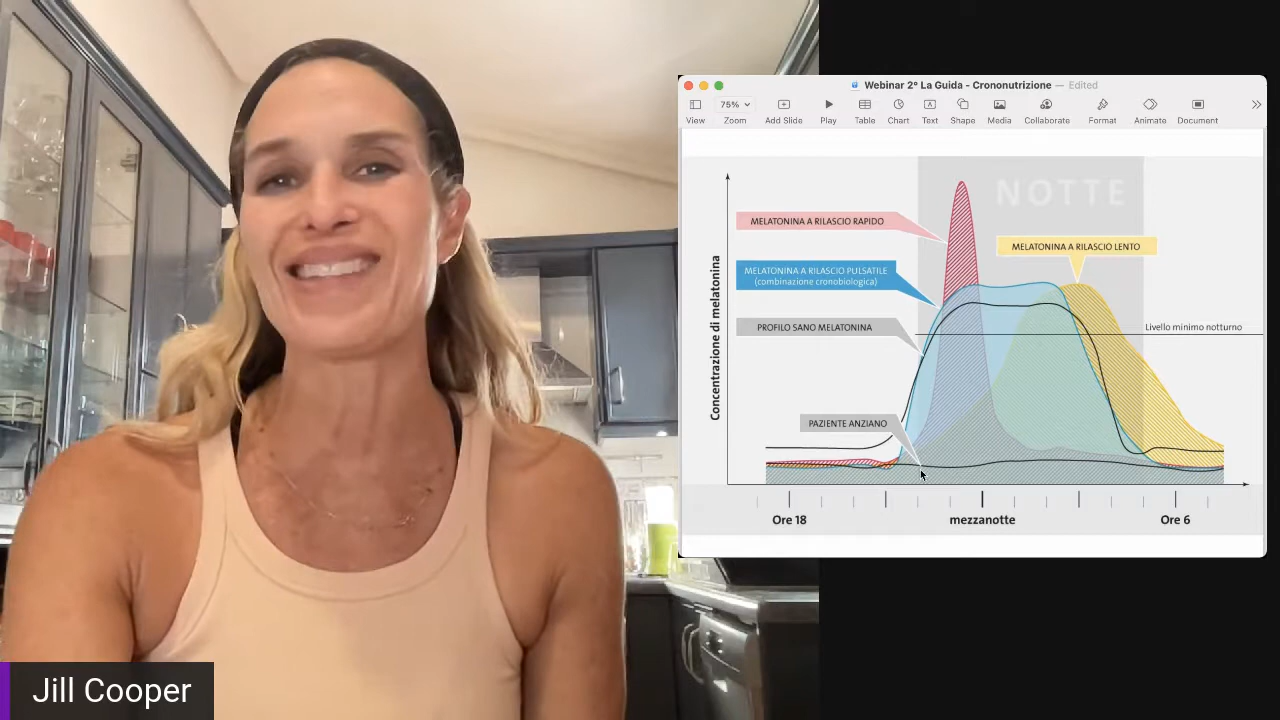 Webinar 2° La Guida - Crononutrizione — Edited
75%
View
Zoom
Add Slide
Play
Table
Chart
Text
Shape
Media
Collaborate
Format
Animate
Document
NOTTE
MELATONINA A RILASCIO RAPIDO
MELATONINA A RILASCIO LENTO
MELATONINA A RILASCIO PULSATILE
(combinazione cronobiologica)
PROFILO SANO MELATONINA
Livello minimo notturno
PAZIENTE ANZIANO
Concentrazione di melatonina
Ore 18
mezzanotte
Ore 6
Jill Cooper